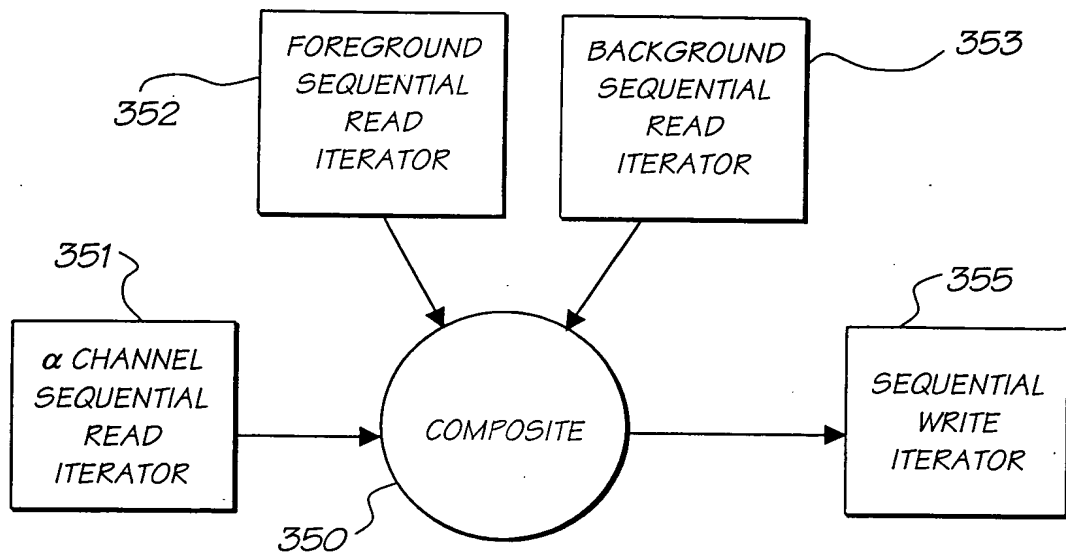 FOREGROUND
SEQUENTIAL
READ
ITERATOR
352
BACKGROUND
SEQUENTIAL
READ
ITERATOR
353
351
α CHANNEL
SEQUENTIAL
READ
ITERATOR
COMPOSITE
350
355
SEQUENTIAL
WRITE
ITERATOR